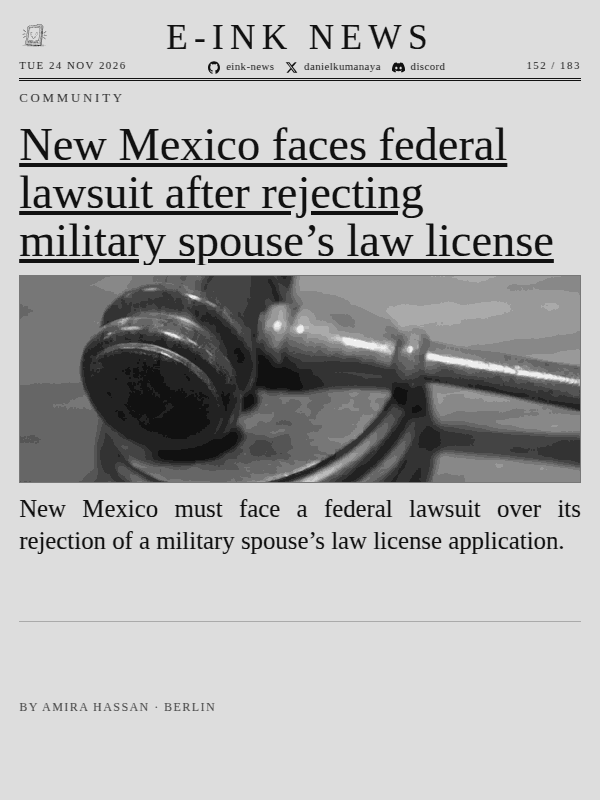 E-INK NEWS
TUE 24 NOV 2026
eink-news danielkumanaya discord
152 / 183
COMMUNITY
New Mexico faces federal
lawsuit after rejecting
military spouse’s law license
New Mexico must face a federal lawsuit over its
rejection of a military spouse’s law license application.
BY AMIRA HASSAN · BERLIN